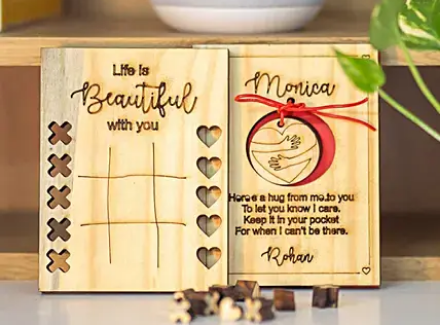 Life is
Beautiful
with you
Monica
Here's a hug from me to you
To let you know I care.
Keep it in your pocket
For when I can't be there.
Rohan